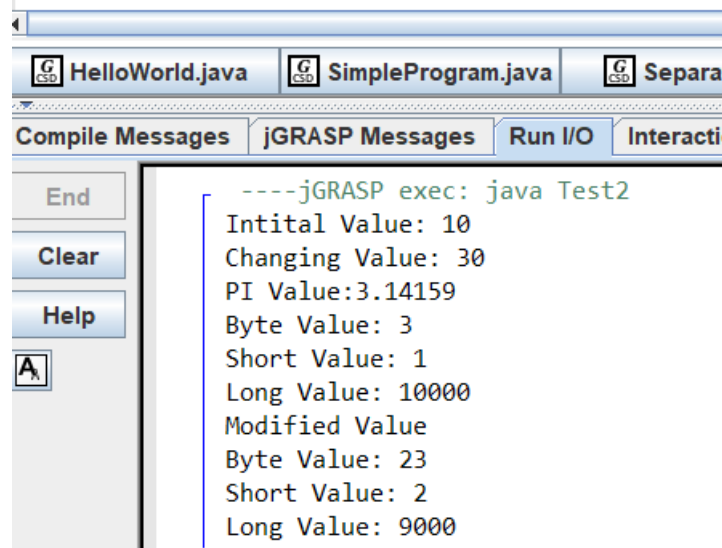 HelloWorld.java
SimpleProgram.java
Separa
Compile Messages
jGRASP Messages
Run I/O
Interacti
End
Clear
Help
----jGRASP exec: java Test2
Intital Value: 10
Changing Value: 30
PI Value:3.14159
Byte Value: 3
Short Value: 1
Long Value: 10000
Modified Value
Byte Value: 23
Short Value: 2
Long Value: 9000